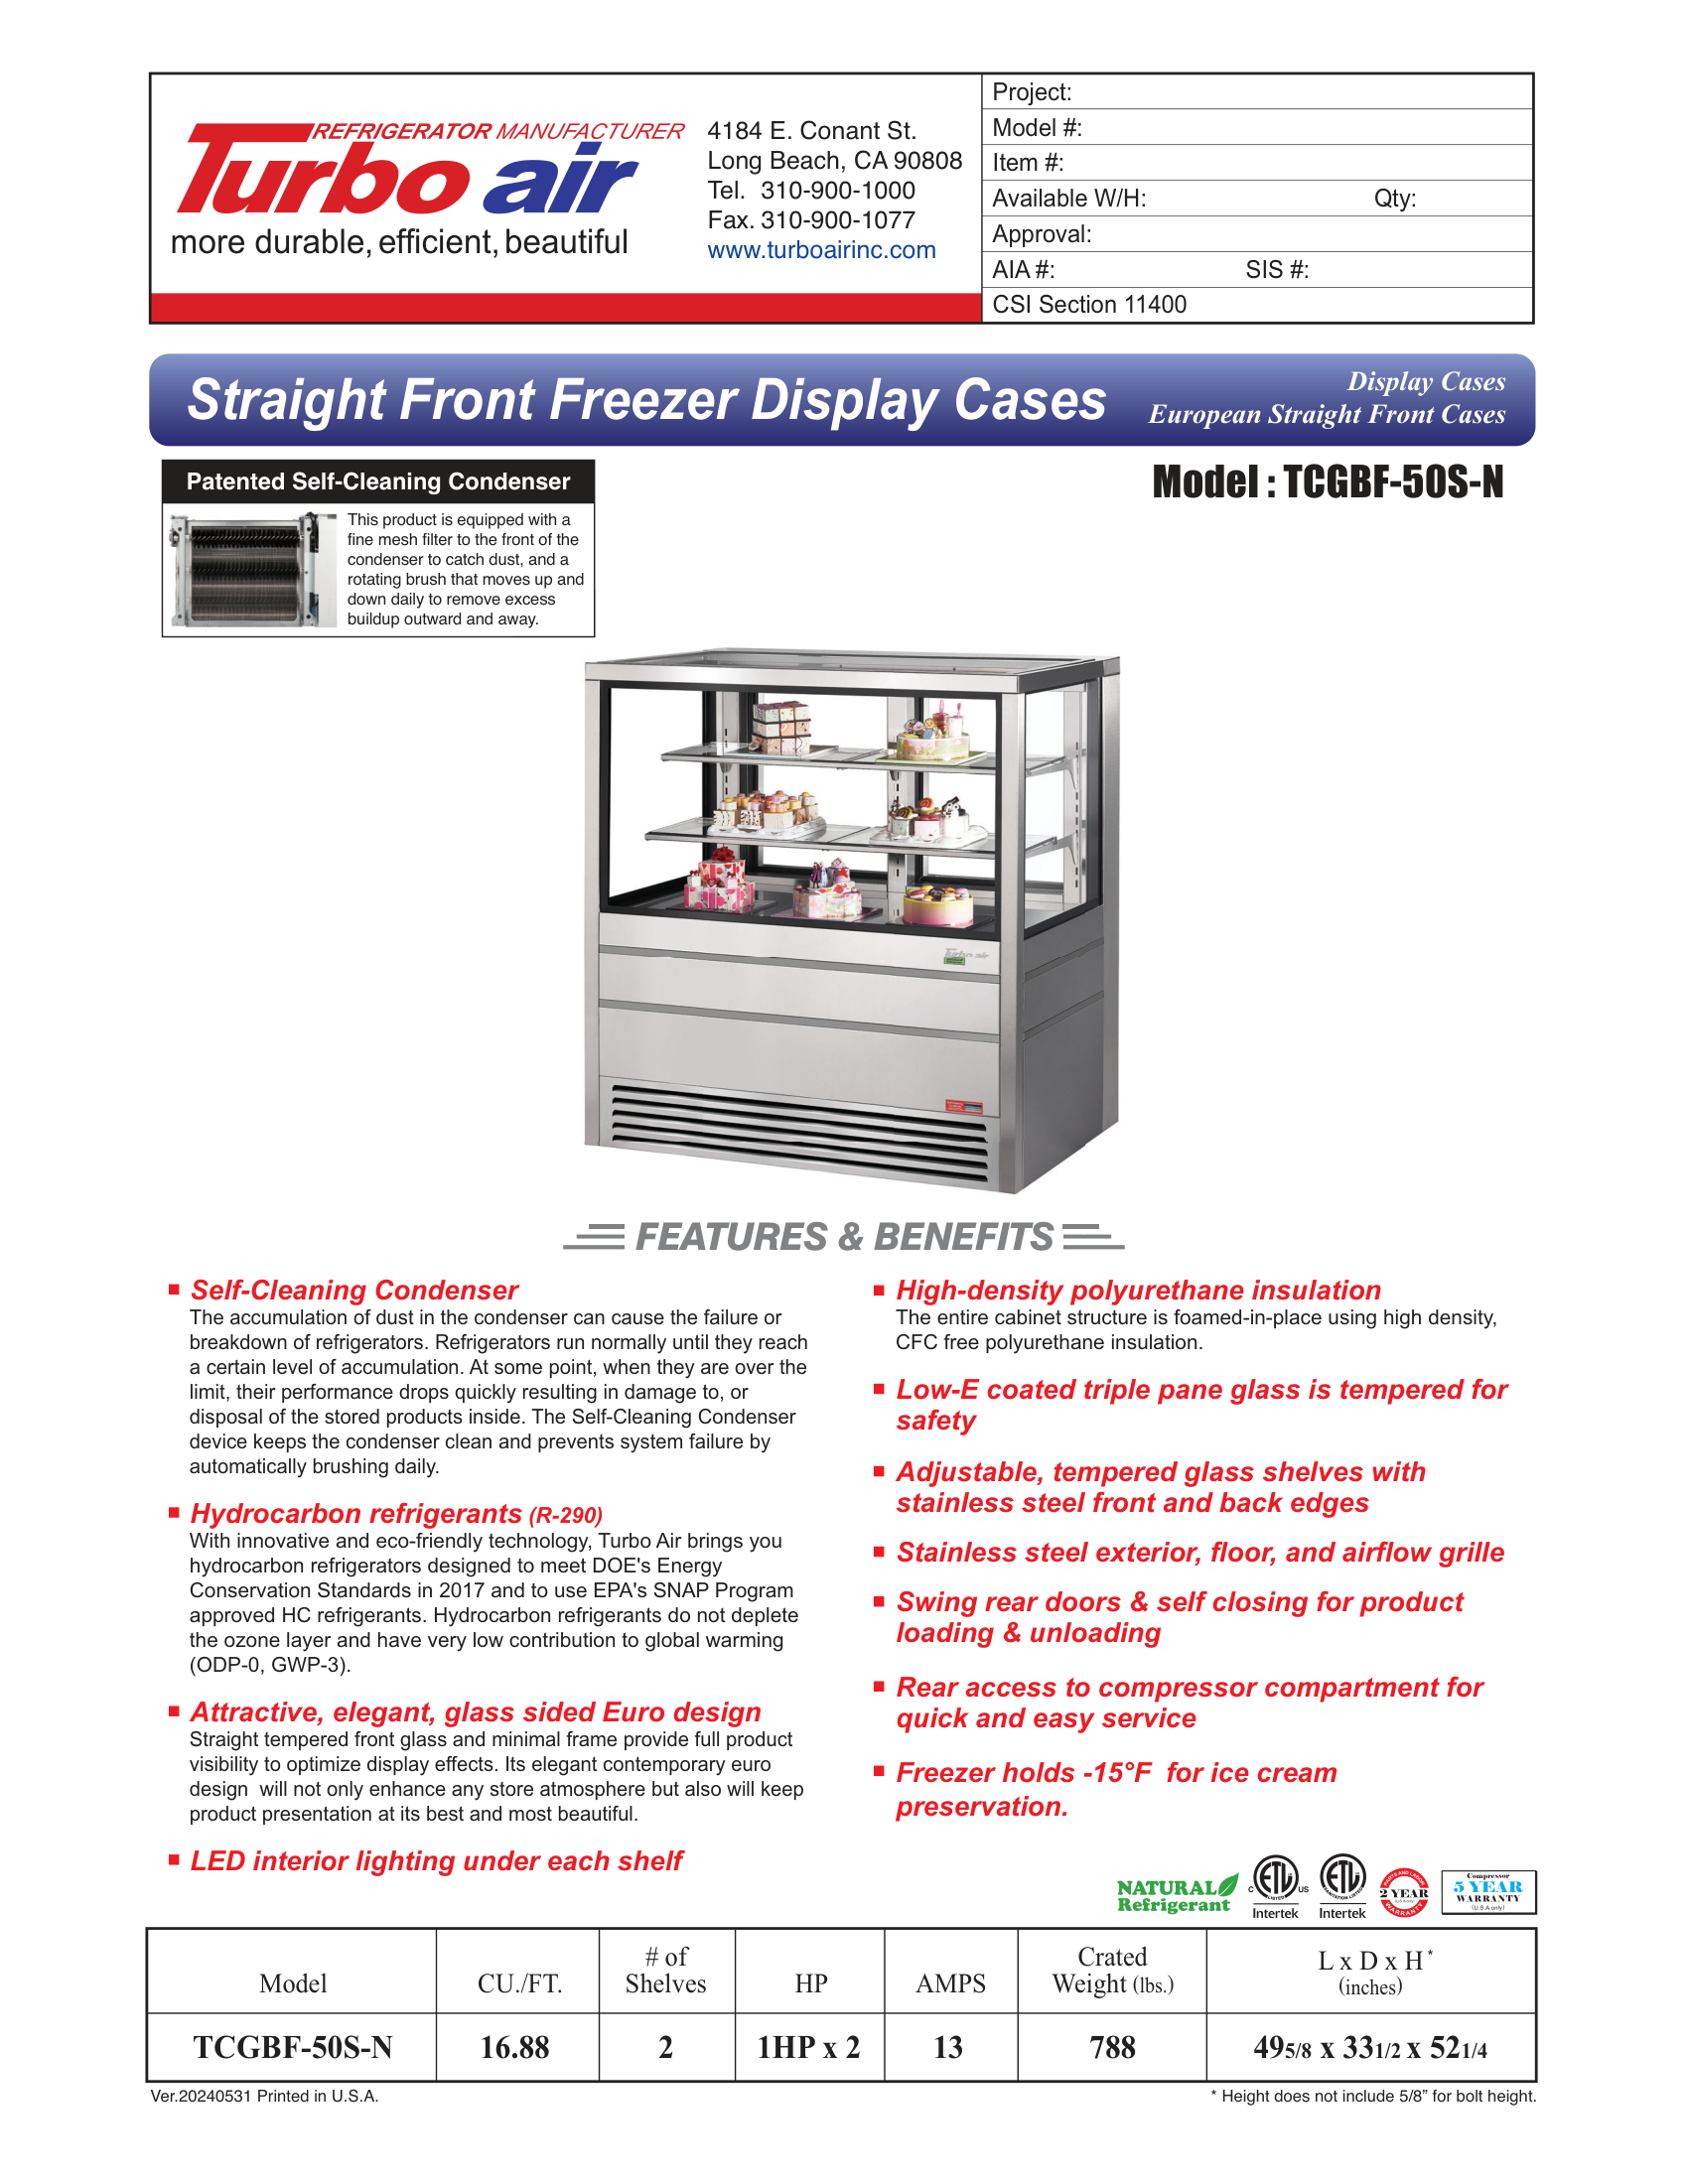 REFRIGERATOR MANUFACTURER
Turbo air
more durable, efficient, beautiful
4184 E. Conant St.
Long Beach, CA 90808
Tel. 310-900-1000
Fax. 310-900-1077
www.turboairinc.com
Project:
Model #:
Item #:
Available W/H: Qty:
Approval:
AIA #: SIS #:
CSI Section 11400
Straight Front Freezer Display Cases
Display Cases
European Straight Front Cases
Patented Self-Cleaning Condenser
This product is equipped with a
fine mesh filter to the front of the
condenser to catch dust, and a
rotating brush that moves up and
down daily to remove excess
buildup outward and away.
Model : TCGBF-50S-N
Turbo air
FEATURES & BENEFITS
Self-Cleaning Condenser
The accumulation of dust in the condenser can cause the failure or
breakdown of refrigerators. Refrigerators run normally until they reach
a certain level of accumulation. At some point, when they are over the
limit, their performance drops quickly resulting in damage to, or
disposal of the stored products inside. The Self-Cleaning Condenser
device keeps the condenser clean and prevents system failure by
automatically brushing daily.
Hydrocarbon refrigerants (R-290)
With innovative and eco-friendly technology, Turbo Air brings you
hydrocarbon refrigerators designed to meet DOE's Energy
Conservation Standards in 2017 and to use EPA's SNAP Program
approved HC refrigerants. Hydrocarbon refrigerants do not deplete
the ozone layer and have very low contribution to global warming
(ODP-0, GWP-3).
Attractive, elegant, glass sided Euro design
Straight tempered front glass and minimal frame provide full product
visibility to optimize display effects. Its elegant contemporary euro
design will not only enhance any store atmosphere but also will keep
product presentation at its best and most beautiful.
LED interior lighting under each shelf
High-density polyurethane insulation
The entire cabinet structure is foamed-in-place using high density,
CFC free polyurethane insulation.
Low-E coated triple pane glass is tempered for
safety
Adjustable, tempered glass shelves with
stainless steel front and back edges
Stainless steel exterior, floor, and airflow grille
Swing rear doors & self closing for product
loading & unloading
Rear access to compressor compartment for
quick and easy service
Freezer holds -15°F for ice cream
preservation.
NATURAL
Refrigerant
C ETL US
LISTED
Intertek
ETL
SANITATION LISTED
Intertek
PARTS AND LABOR
2 YEAR
(U.S.A only)
WARRANTY
Compressor
5 YEAR
WARRANTY
(U.S.A only)
Model CU./FT. # of Shelves HP AMPS Crated Weight (lbs.) L x D x H* (inches)
TCGBF-50S-N 16.88 2 1HP x 2 13 788 495/8 x 331/2 x 521/4
Ver.20240531 Printed in U.S.A.
* Height does not include 5/8” for bolt height.